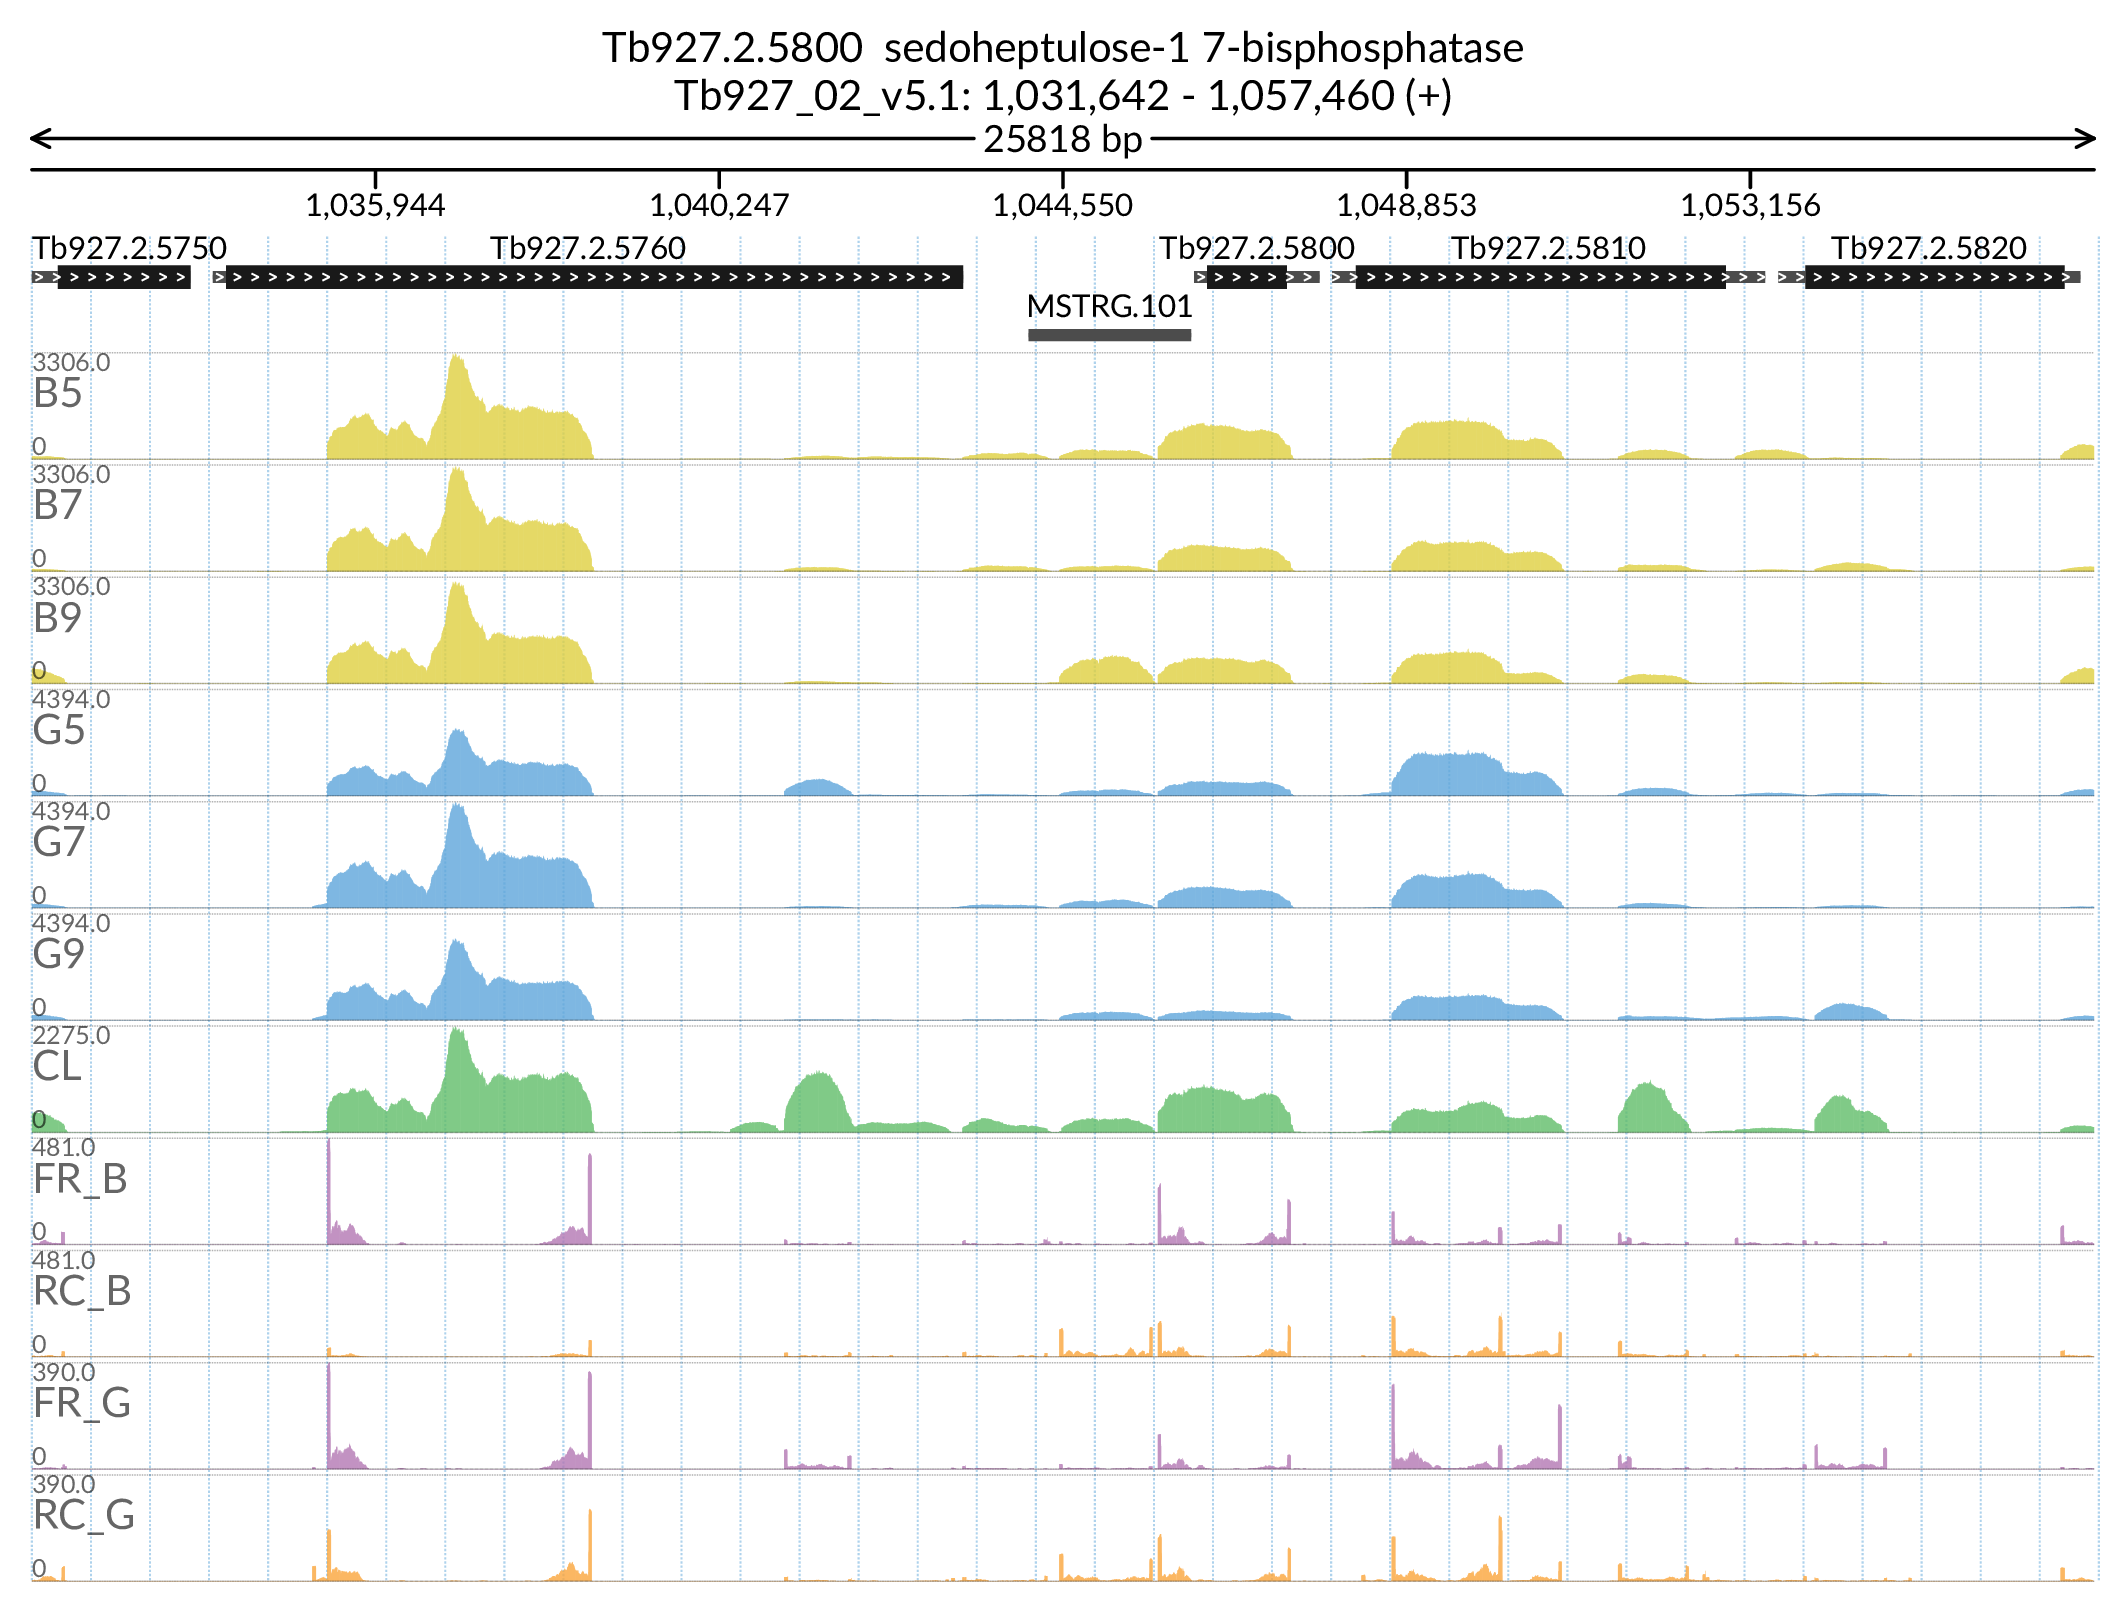 Tb927.2.5800  sedoheptulose-1 7-bisphosphatase
Tb927_02_v5.1: 1,031,642 - 1,057,460 (+)
25818 bp
1,035,944 1,040,247 1,044,550 1,048,853 1,053,156
Tb927.2.5750 Tb927.2.5760 Tb927.2.5800 Tb927.2.5810 Tb927.2.5820
MSTRG.101
3306.0
B5
0
3306.0
B7
0
3306.0
B9
0
4394.0
G5
0
4394.0
G7
0
4394.0
G9
0
2275.0
CL
0
481.0
FR_B
0
481.0
RC_B
0
390.0
FR_G
0
390.0
RC_G
0